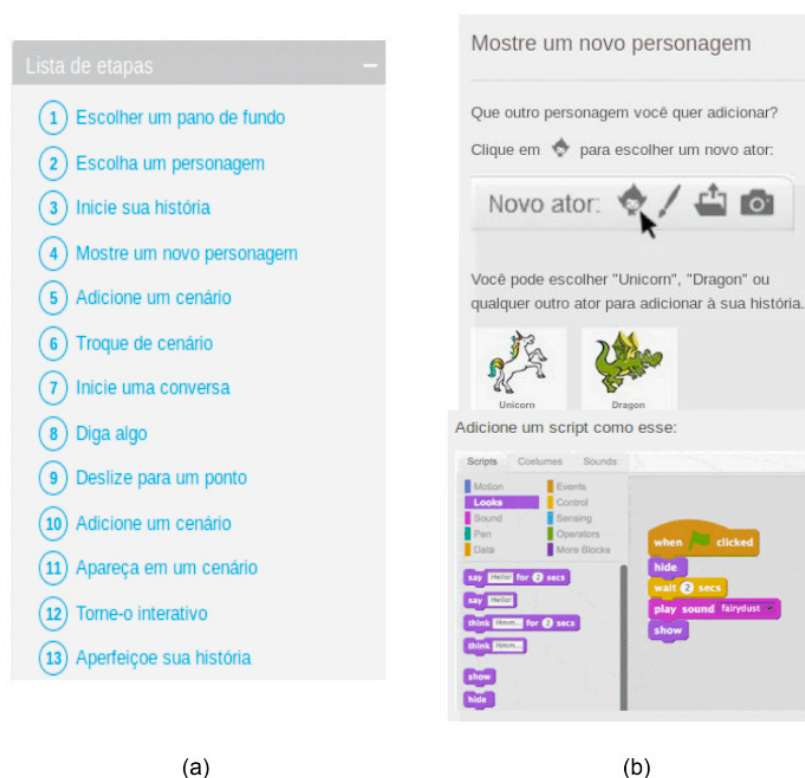 Lista de etapas
1 Escolher um pano de fundo
2 Escolha um personagem
3 Inicie sua história
4 Mostre um novo personagem
5 Adicione um cenário
6 Troque de cenário
7 Inicie uma conversa
8 Diga algo
9 Deslize para um ponto
10 Adicione um cenário
11 Apareça em um cenário
12 Torne-o interativo
13 Aperfeiçoe sua história
(a)
Mostre um novo personagem
Que outro personagem você quer adicionar?
Clique em para escolher um novo ator:
Novo ator:
Você pode escolher "Unicorn", "Dragon" ou
qualquer outro ator para adicionar à sua história.
Unicorn Dragon
Adicione um script como esse:
Scripts Costumes Sounds
Motion Events
Looks Control
Sound Sensing
Pen Operators
Data More Blocks
say Hello! for 2 secs
say Hello!
think Hmm... for 2 secs
think Hmm...
show
hide
when clicked
hide
wait 2 secs
play sound fairydust
show
(b)